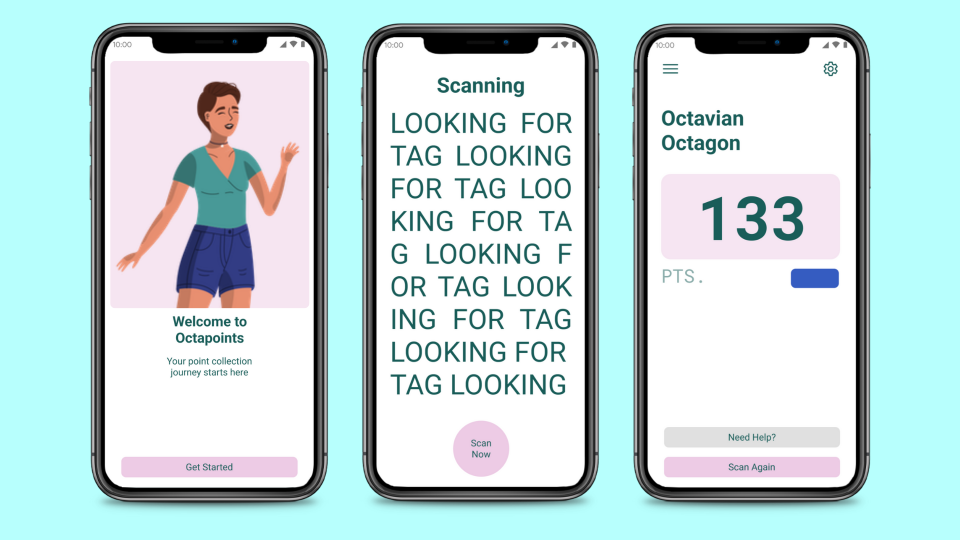 10:00
Welcome to
Octapoints
Your point collection
journey starts here
Get Started
10:00
Scanning
LOOKING FOR
TAG LOOKING
FOR TAG LOO
KING FOR TA
G LOOKING F
OR TAG LOOK
ING FOR TAG
LOOKING FOR
TAG LOOKING
Scan
Now
10:00
Octavian
Octagon
133
PTS.
Need Help?
Scan Again